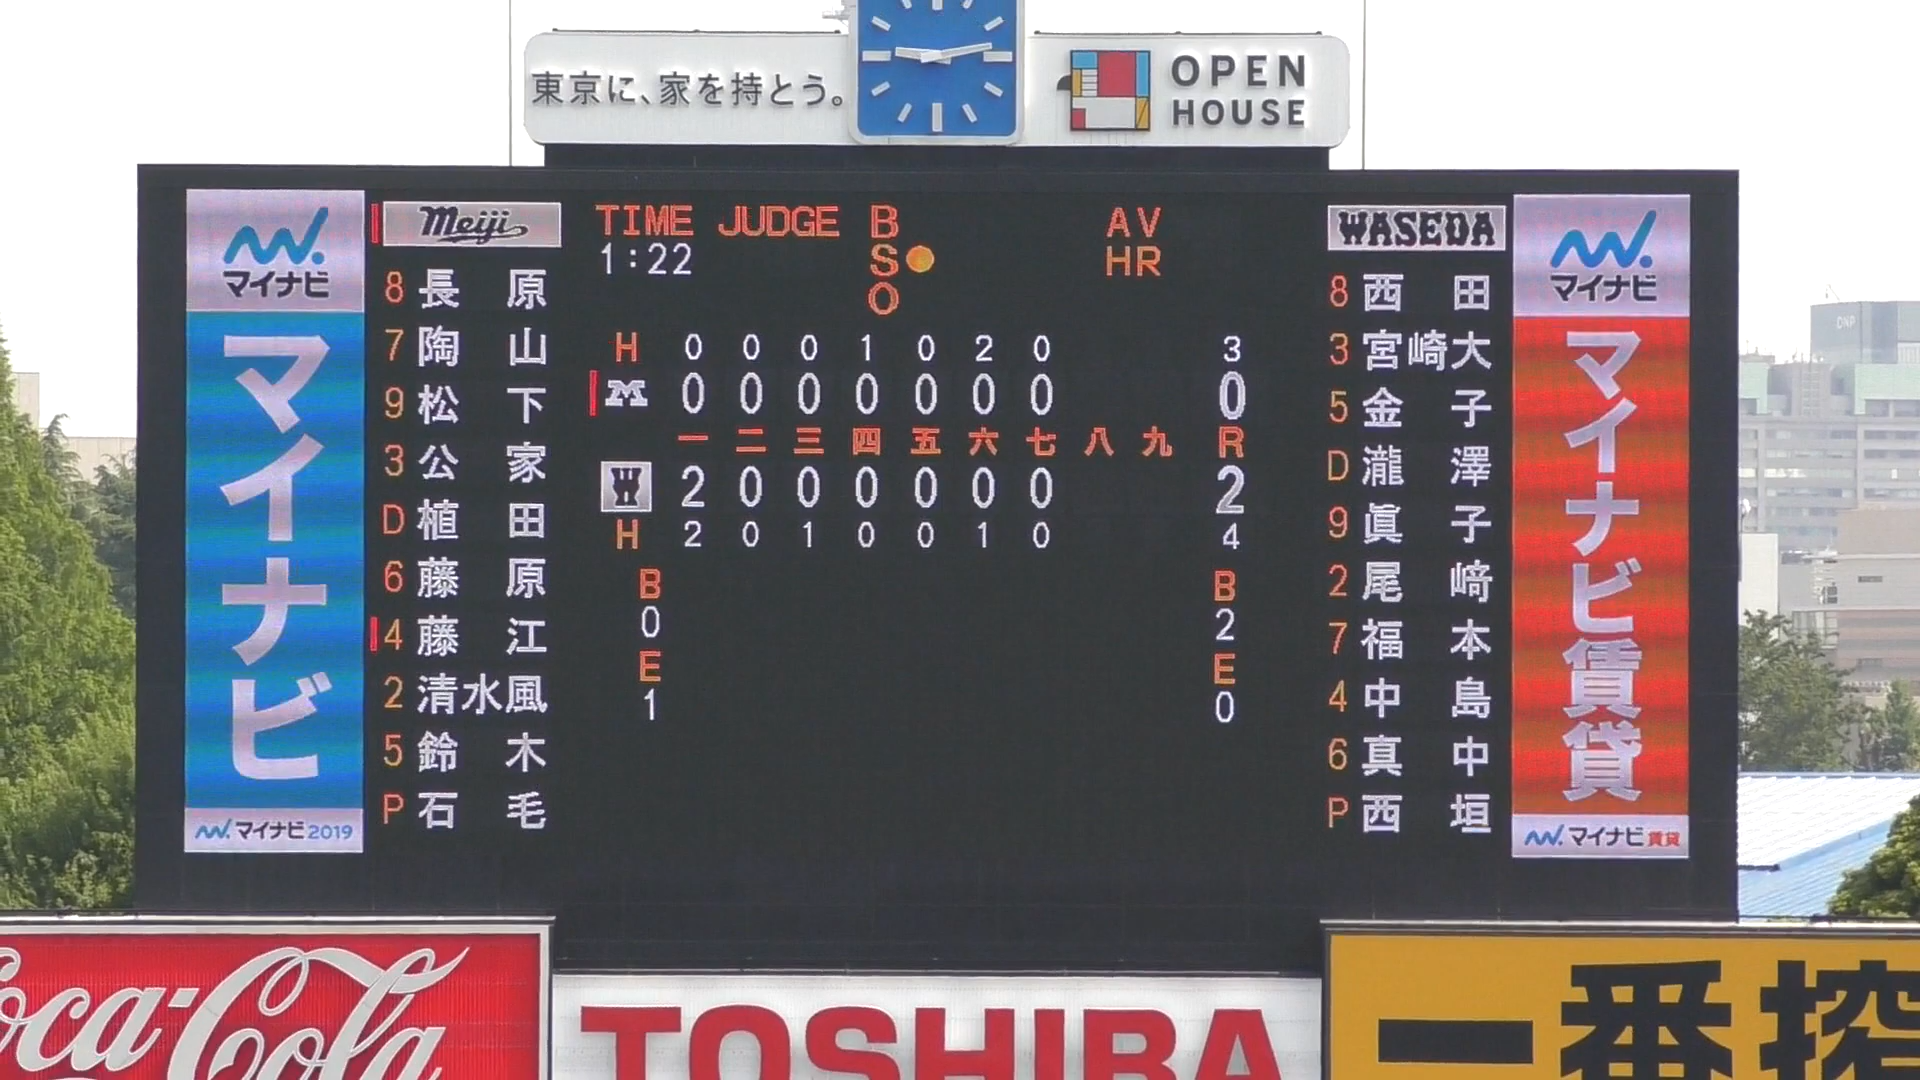 東京に、家を持とう。
OPEN
HOUSE
マイナビ
マイナビ
マイナビ2019
Meiji
8 長原
7 陶山
9 松下
3 公家
D 植田
6 藤原
4 藤江
2 清水風
5 鈴木
P 石毛
TIME JUDGE B AV
1:22 S HR
O
H 0 0 0 1 0 2 0 3
M 0 0 0 0 0 0 0 0
一 二 三 四 五 六 七 八 九 R
W 2 0 0 0 0 0 0 2
H 2 0 1 0 0 1 0 4
B B
0 2
E E
1 0
WASEDA
8 西田
3 宮崎大
5 金子
D 瀧澤
9 眞子
2 尾﨑
7 福本
4 中島
6 真中
P 西垣
マイナビ
マイナビ賃貸
マイナビ賃貸
DNP
Coca-Cola
TOSHIBA
一番搾